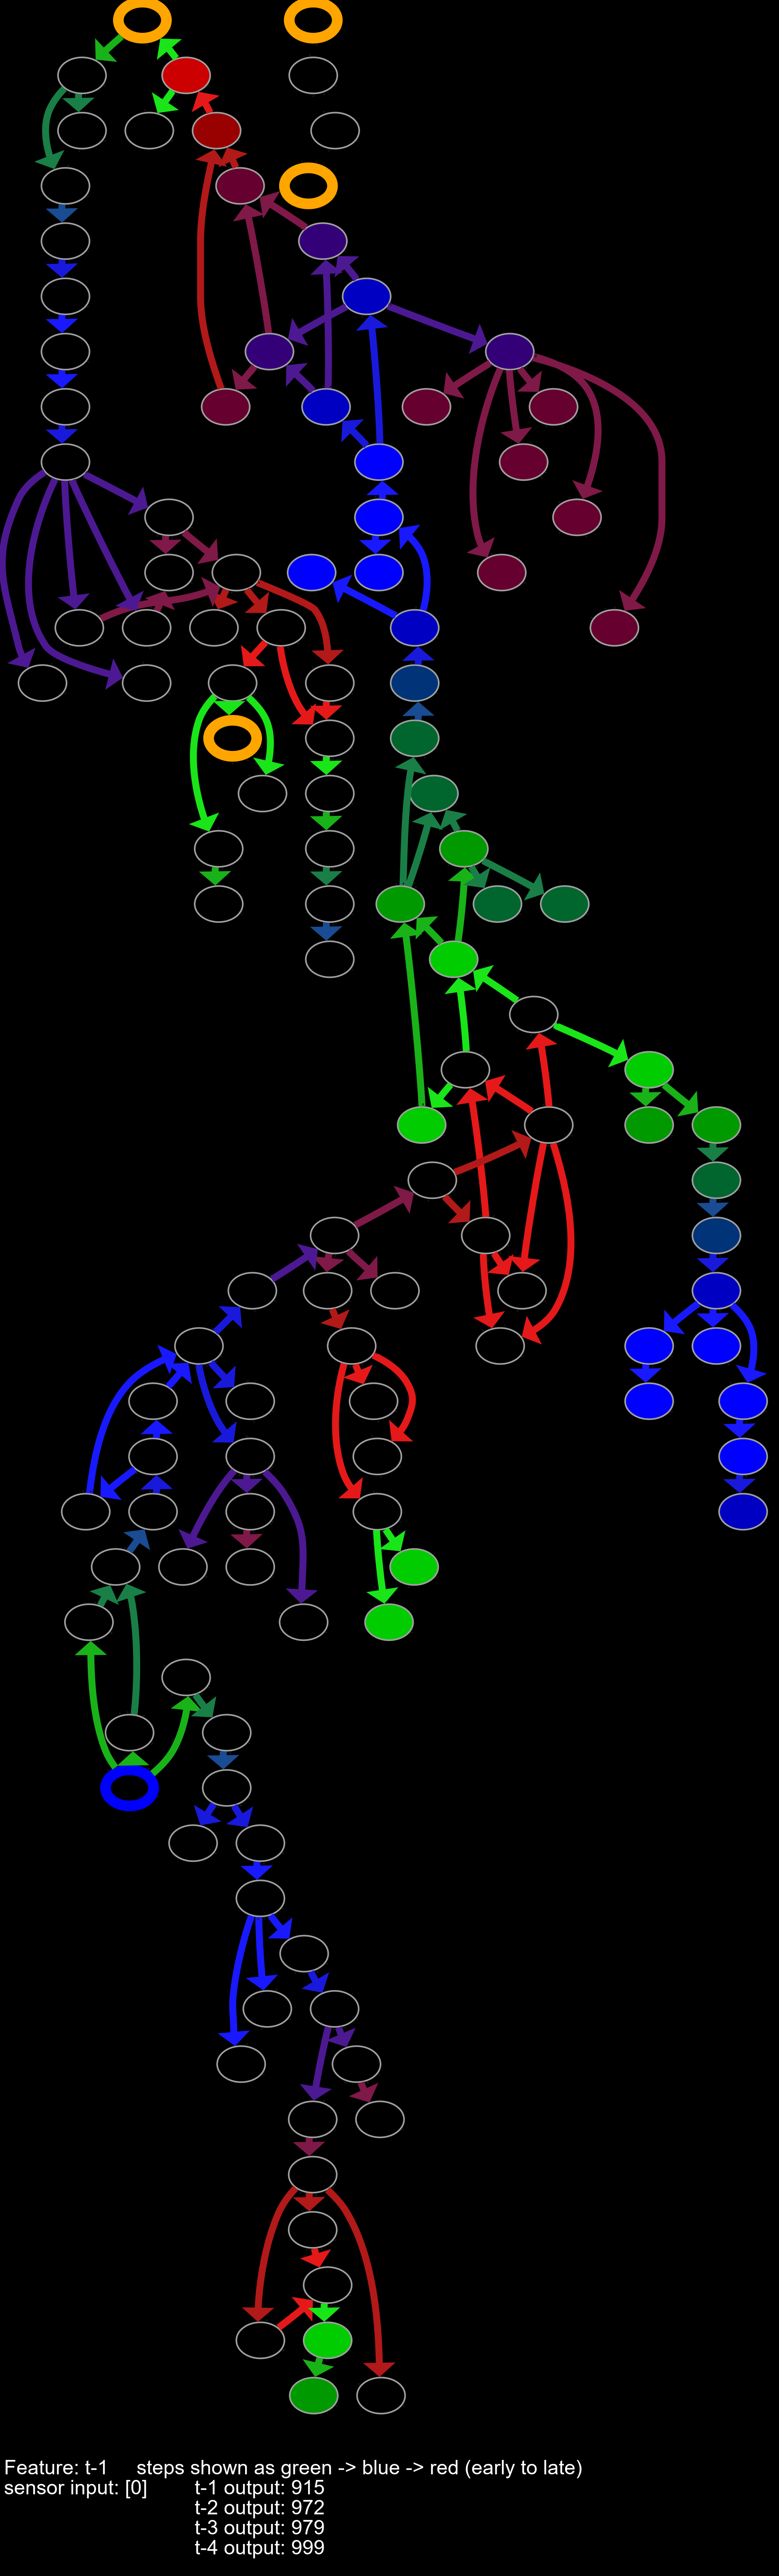 Feature: t-1 steps shown as green -> blue -> red (early to late)
sensor input: [0] t-1 output: 915
t-2 output: 972
t-3 output: 979
t-4 output: 999